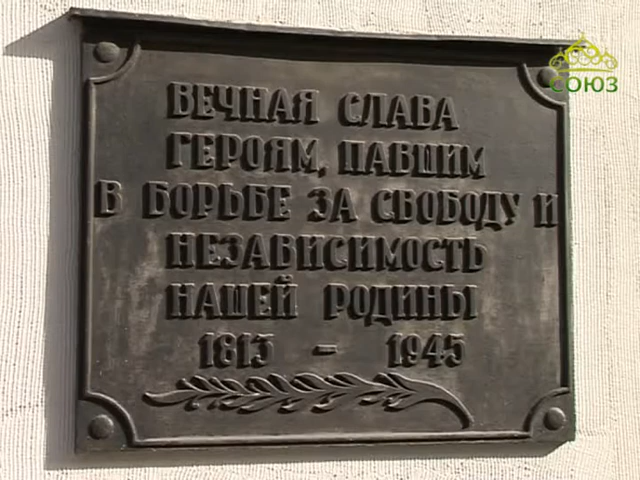 СОЮЗ
ВЕЧНАЯ СЛАВА
ГЕРОЯМ, ПАВШИМ
В БОРЬБЕ ЗА СВОБОДУ И
НЕЗАВИСИМОСТЬ
НАШЕЙ РОДИНЫ
1813 – 1945